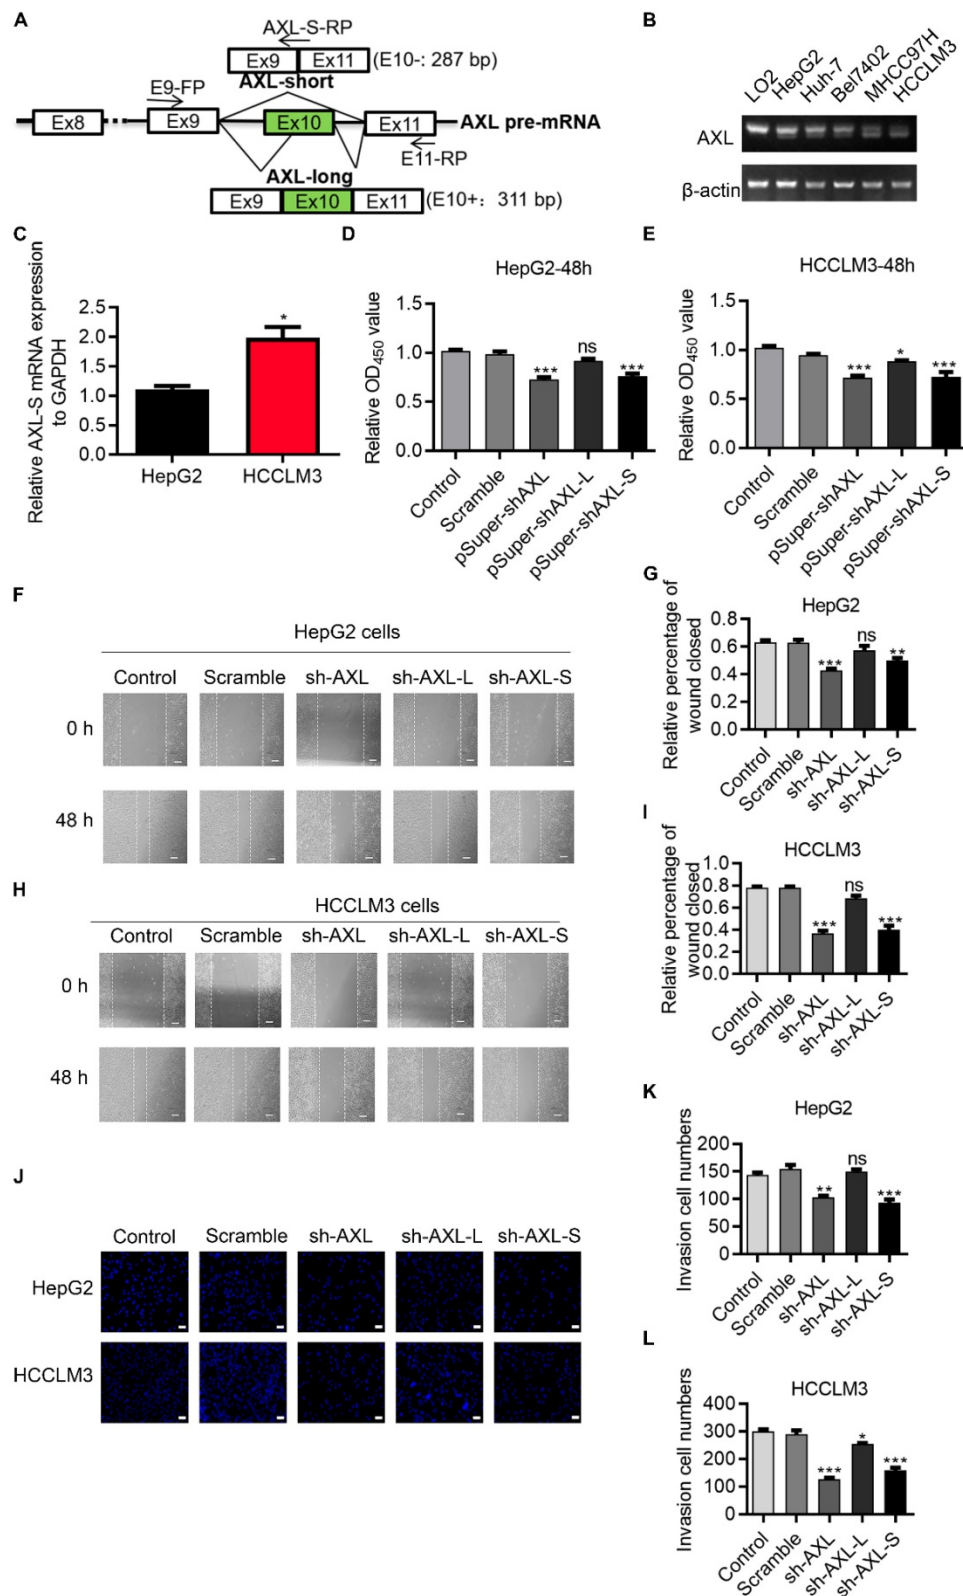 A
AXL-S-RP
Ex9 Ex11 (E10-: 287 bp)
AXL-short
E9-FP
Ex8 Ex9 Ex10 Ex11 AXL pre-mRNA
E11-RP
AXL-long
Ex9 Ex10 Ex11 (E10+: 311 bp)
B
LO2 HepG2 Huh-7 Bel7402 MHCC97H HCCLM3
AXL
β-actin
C
Relative AXL-S mRNA expression
to GAPDH
2.5
2.0
1.5
1.0
0.5
0.0
*
HepG2 HCCLM3
D
HepG2-48h
Relative OD450 value
1.5
1.0
0.5
0.0
*** ns ***
Control Scramble pSuper-shAXL pSuper-shAXL-L pSuper-shAXL-S
E
HCCLM3-48h
Relative OD450 value
1.5
1.0
0.5
0.0
*** * ***
Control Scramble pSuper-shAXL pSuper-shAXL-L pSuper-shAXL-S
F
HepG2 cells
Control Scramble sh-AXL sh-AXL-L sh-AXL-S
0 h
48 h
G
HepG2
Relative percentage of
wound closed
0.8
0.6
0.4
0.2
0.0
*** ns **
Control Scramble sh-AXL sh-AXL-L sh-AXL-S
H
HCCLM3 cells
Control Scramble sh-AXL sh-AXL-L sh-AXL-S
0 h
48 h
I
HCCLM3
Relative percentage of
wound closed
1.0
0.8
0.6
0.4
0.2
0.0
*** ns ***
Control Scramble sh-AXL sh-AXL-L sh-AXL-S
J
Control Scramble sh-AXL sh-AXL-L sh-AXL-S
HepG2
HCCLM3
K
HepG2
Invasion cell numbers
200
150
100
50
0
** ns ***
Control Scramble sh-AXL sh-AXL-L sh-AXL-S
L
HCCLM3
Invasion cell numbers
400
300
200
100
0
*** * ***
Control Scramble sh-AXL sh-AXL-L sh-AXL-S